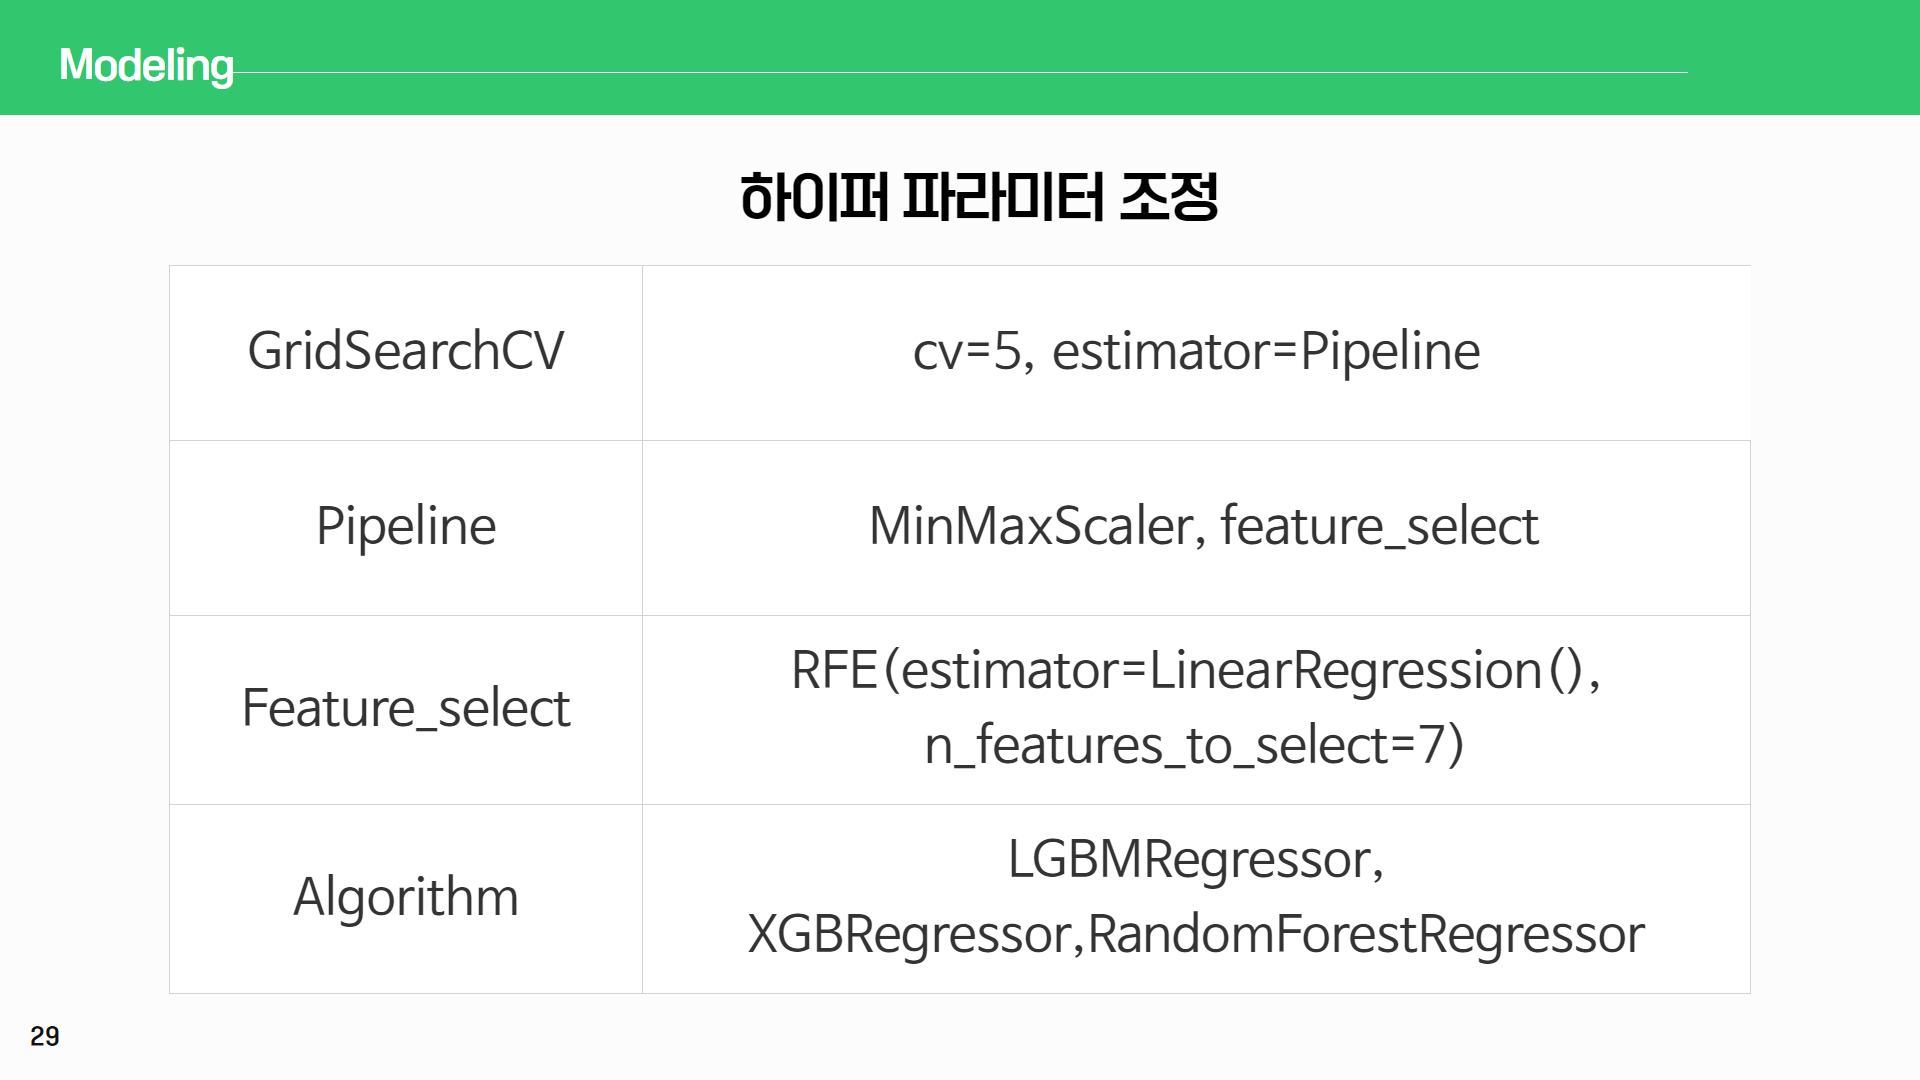 Modeling
하이퍼 파라미터 조정
GridSearchCV
cv=5, estimator=Pipeline
Pipeline
MinMaxScaler, feature_select
Feature_select
RFE(estimator=LinearRegression(),
n_features_to_select=7)
Algorithm
LGBMRegressor,
XGBRegressor,RandomForestRegressor
29